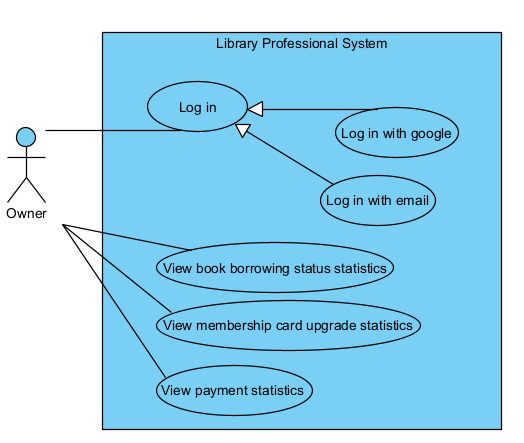 Library Professional System
Log in
Log in with google
Log in with email
Owner
View book borrowing status statistics
View membership card upgrade statistics
View payment statistics